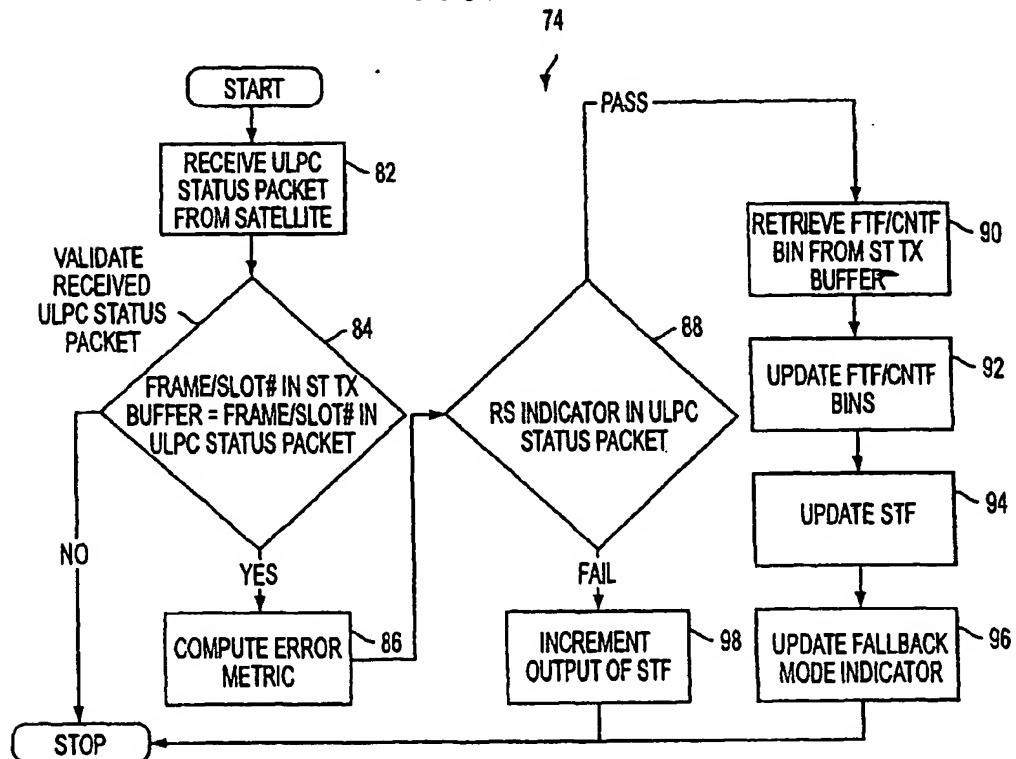 74
START
RECEIVE ULPC
STATUS PACKET
FROM SATELLITE
82
VALIDATE
RECEIVED
ULPC STATUS
PACKET
84
FRAME/SLOT# IN ST TX
BUFFER = FRAME/SLOT# IN
ULPC STATUS PACKET
NO
YES
COMPUTE ERROR
METRIC
86
STOP
PASS
88
RS INDICATOR IN ULPC
STATUS PACKET
FAIL
INCREMENT
OUTPUT OF STF
98
RETRIEVE FTF/CNTF
BIN FROM ST TX
BUFFER
90
UPDATE FTF/CNTF
BINS
92
UPDATE STF
94
UPDATE FALLBACK
MODE INDICATOR
96